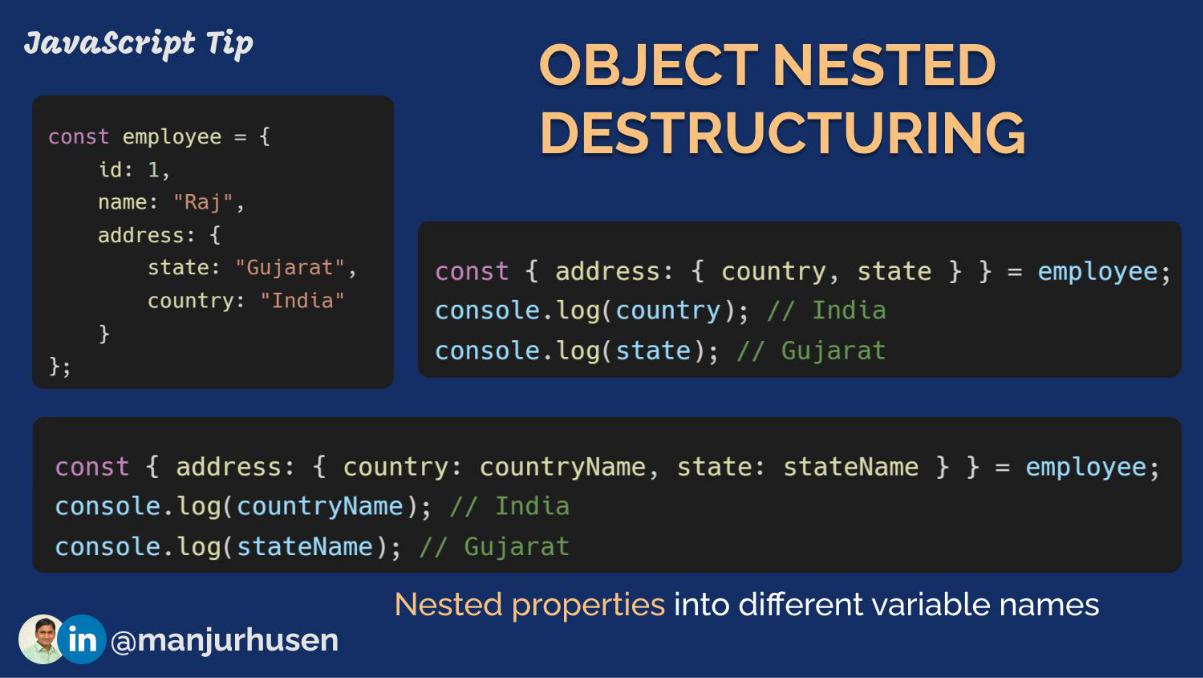 JavaScript Tip
OBJECT NESTED
DESTRUCTURING
const employee = {
    id: 1,
    name: "Raj",
    address: {
        state: "Gujarat",
        country: "India"
    }
};
const { address: { country, state } } = employee;
console.log(country); // India
console.log(state); // Gujarat
const { address: { country: countryName, state: stateName } } = employee;
console.log(countryName); // India
console.log(stateName); // Gujarat
Nested properties into different variable names
in @manjurhusen